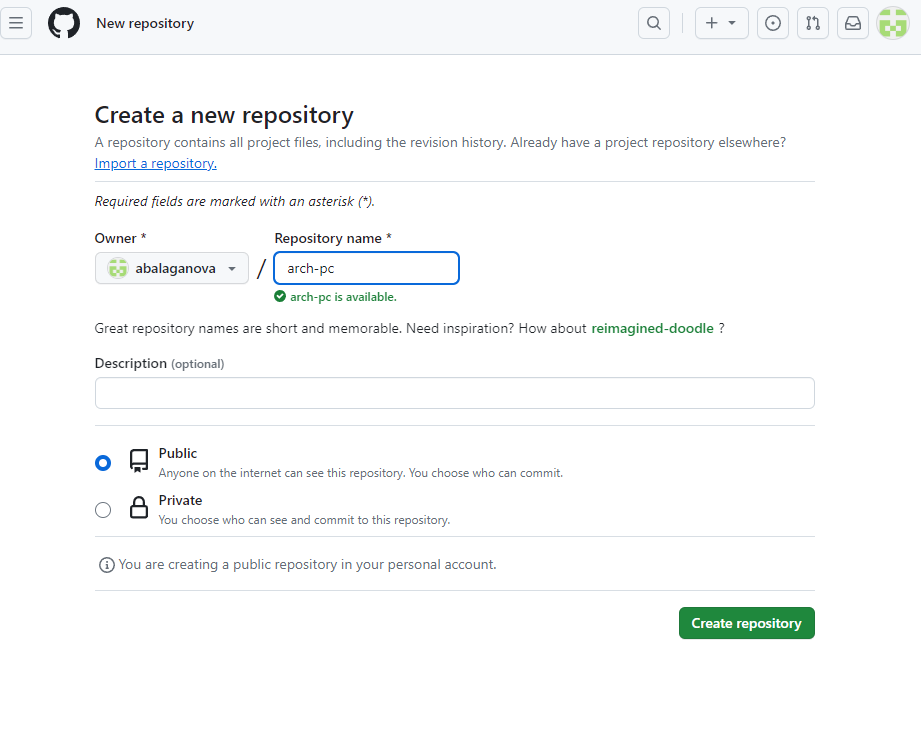 New repository
Create a new repository
A repository contains all project files, including the revision history. Already have a project repository elsewhere?
Import a repository.
Required fields are marked with an asterisk (*).
Owner * Repository name *
abalaganova / arch-pc
arch-pc is available.
Great repository names are short and memorable. Need inspiration? How about reimagined-doodle ?
Description (optional)
Public
Anyone on the internet can see this repository. You choose who can commit.
Private
You choose who can see and commit to this repository.
You are creating a public repository in your personal account.
Create repository